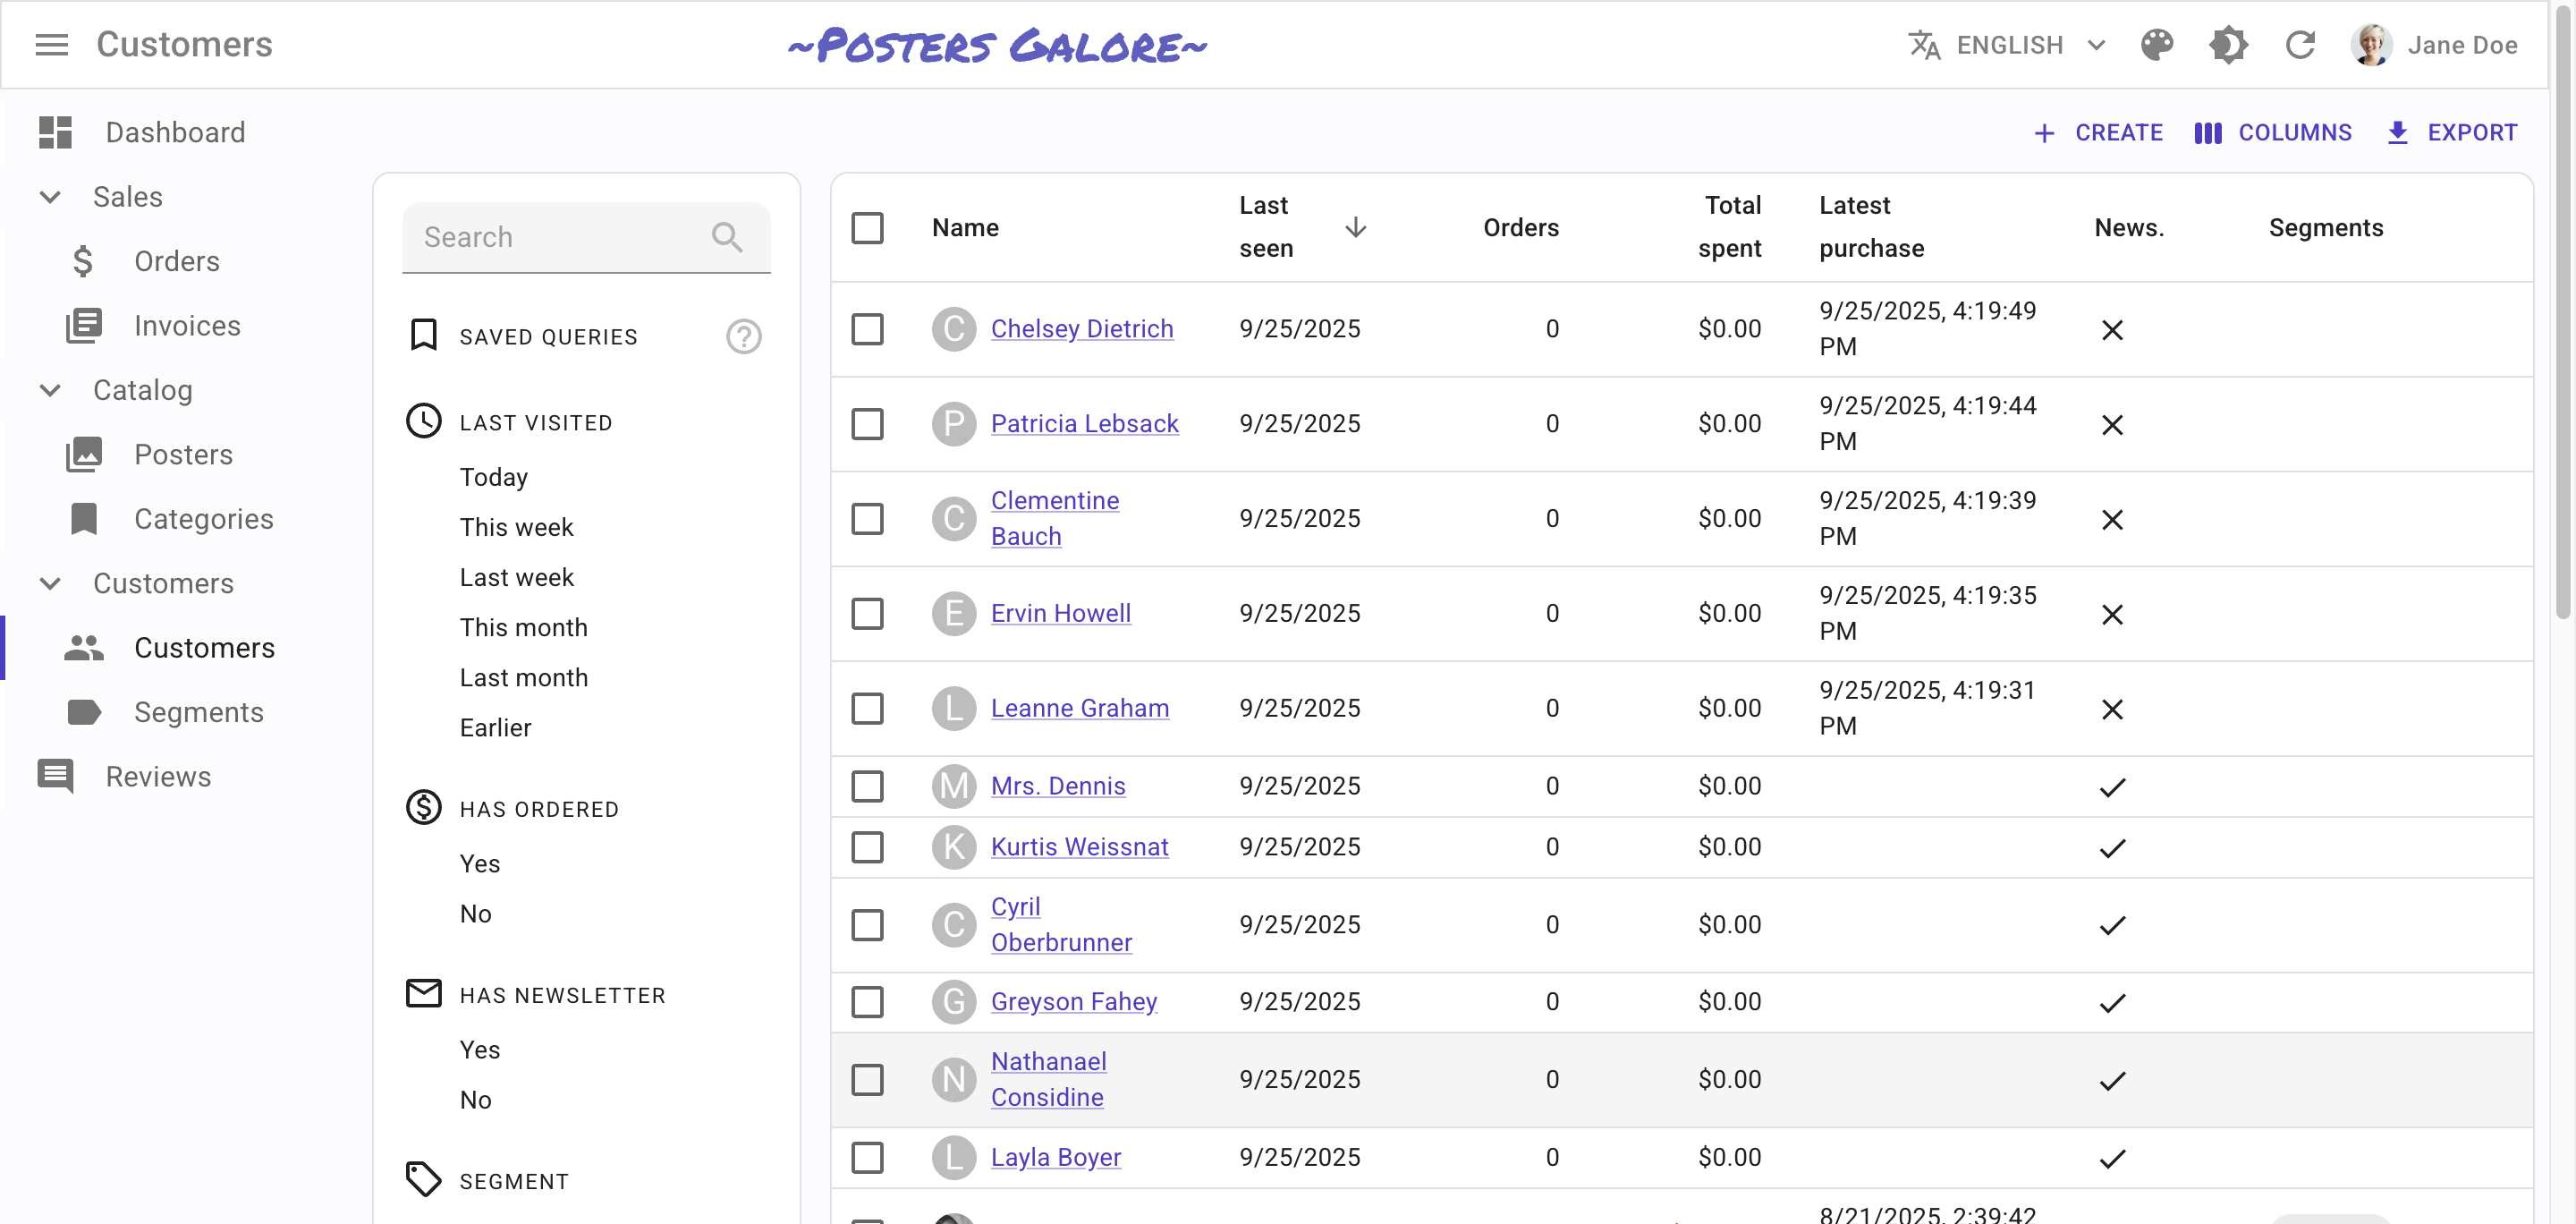 Customers
~Posters Galore~
ENGLISH
Jane Doe
Dashboard
Sales
Orders
Invoices
Catalog
Posters
Categories
Customers
Customers
Segments
Reviews
CREATE
COLUMNS
EXPORT
Search
SAVED QUERIES
LAST VISITED
Today
This week
Last week
This month
Last month
Earlier
HAS ORDERED
Yes
No
HAS NEWSLETTER
Yes
No
SEGMENT
Name
Last
seen
Orders
Total
spent
Latest
purchase
News.
Segments
C Chelsey Dietrich 9/25/2025 0 $0.00 9/25/2025, 4:19:49
PM
P Patricia Lebsack 9/25/2025 0 $0.00 9/25/2025, 4:19:44
PM
C Clementine
Bauch 9/25/2025 0 $0.00 9/25/2025, 4:19:39
PM
E Ervin Howell 9/25/2025 0 $0.00 9/25/2025, 4:19:35
PM
L Leanne Graham 9/25/2025 0 $0.00 9/25/2025, 4:19:31
PM
M Mrs. Dennis 9/25/2025 0 $0.00
K Kurtis Weissnat 9/25/2025 0 $0.00
C Cyril
Oberbrunner 9/25/2025 0 $0.00
G Greyson Fahey 9/25/2025 0 $0.00
N Nathanael
Considine 9/25/2025 0 $0.00
L Layla Boyer 9/25/2025 0 $0.00
8/21/2025, 2:39:42